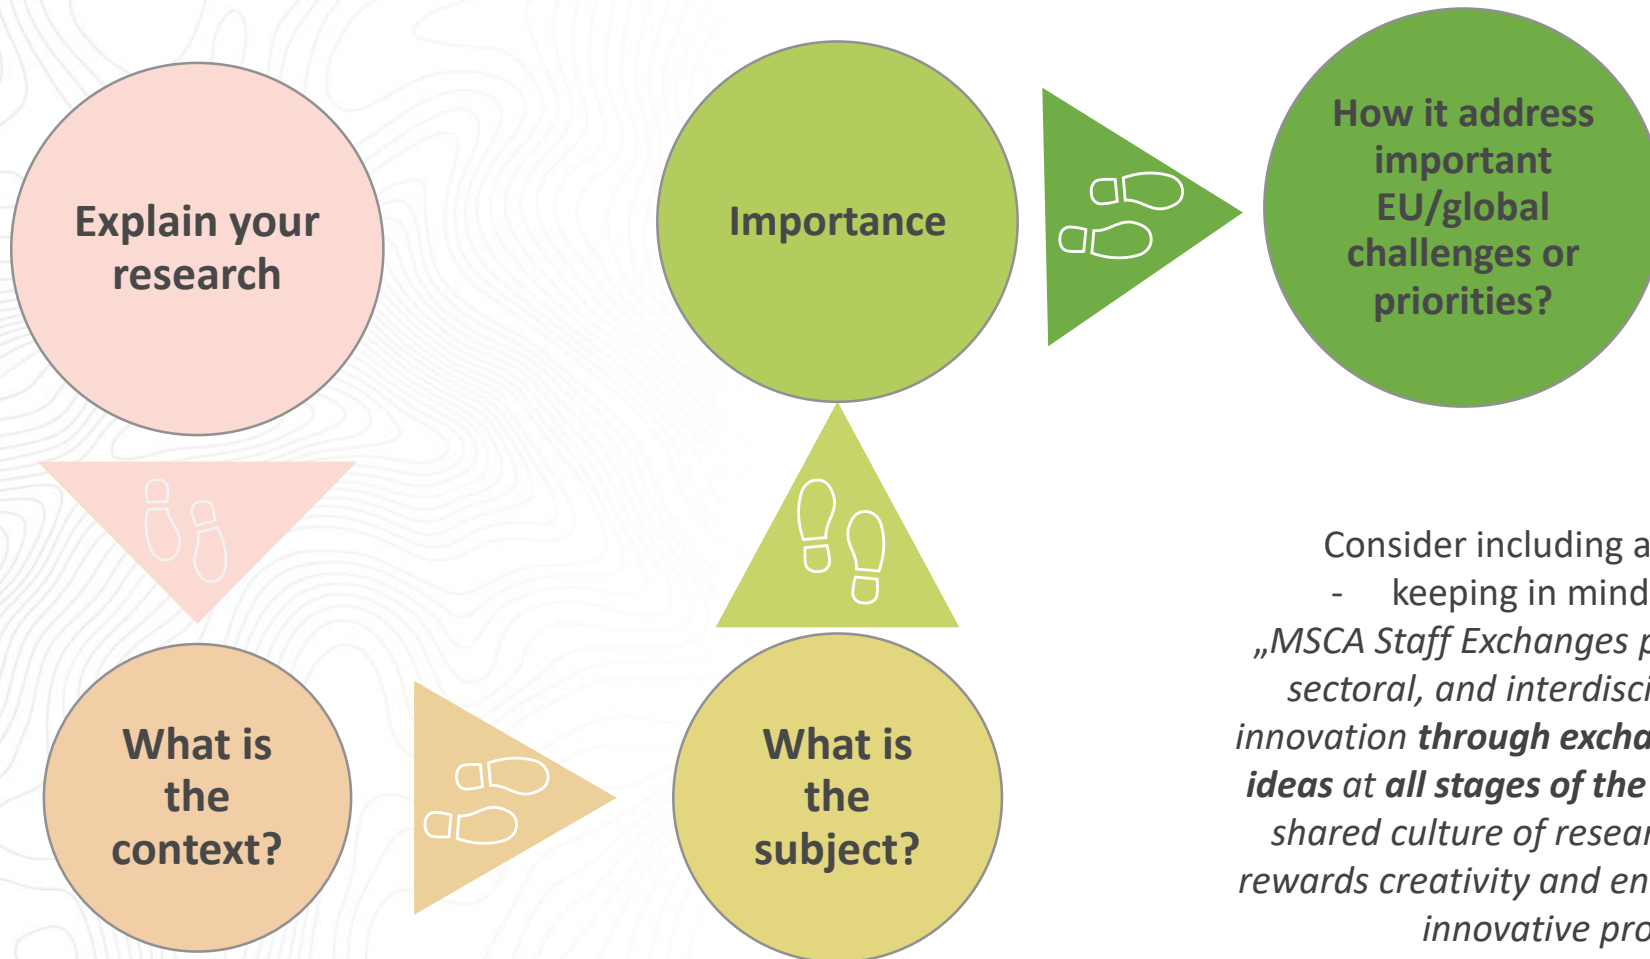 Explain your
research
What is
the
context?
What is
the
subject?
Importance
How it address
important
EU/global
challenges or
priorities?
Consider including a
- keeping in mind
„MSCA Staff Exchanges p
sectoral, and interdisci
innovation through excha
ideas at all stages of the
shared culture of resear
rewards creativity and en
innovative pro